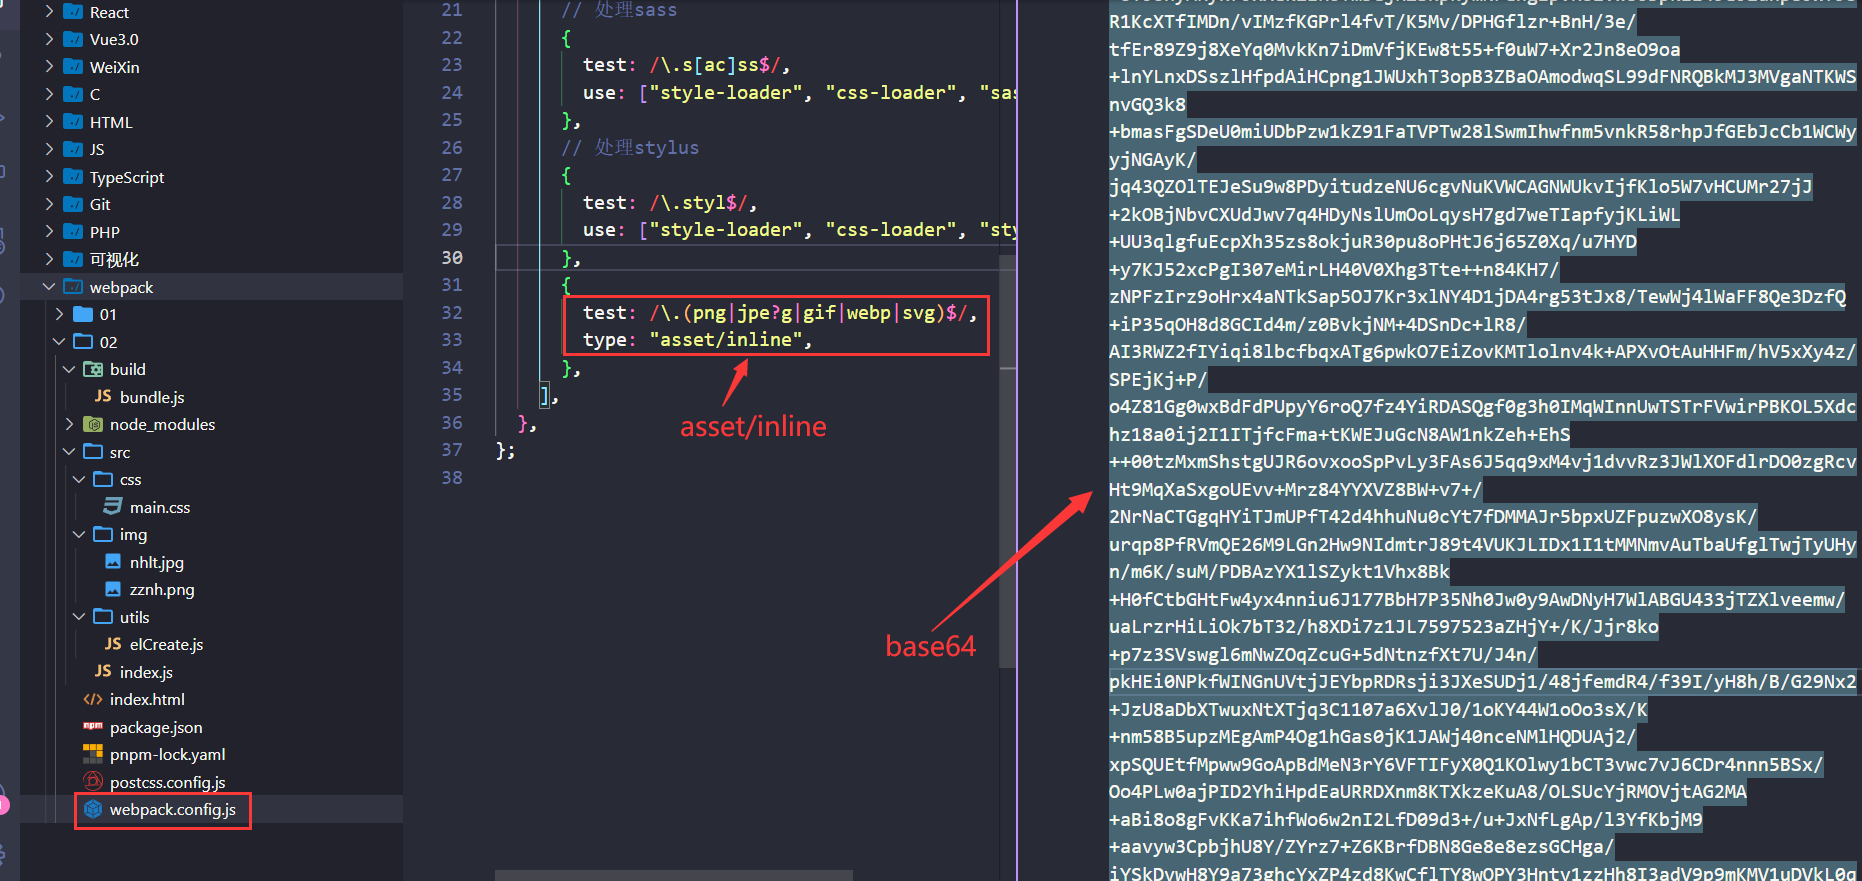 React
Vue3.0
WeiXin
C
HTML
JS
TypeScript
Git
PHP
可视化
webpack
01
02
build
JS bundle.js
node_modules
src
css
main.css
img
nhlt.jpg
zznh.png
utils
JS elCreate.js
JS index.js
index.html
package.json
pnpm-lock.yaml
postcss.config.js
webpack.config.js
21 // 处理sass
22 {
23 test: /\.s[ac]ss$/,
24 use: ["style-loader", "css-loader", "sas
25 },
26 // 处理stylus
27 {
28 test: /\.styl$/,
29 use: ["style-loader", "css-loader", "sty
30 },
31 {
32 test: /\.(png|jpe?g|gif|webp|svg)$/,
33 type: "asset/inline",
34 },
35 ],
36 },
37 };
38
asset/inline
base64
R1KcXTfIMDn/vIMzfKGPrl4fvT/K5Mv/DPHGflzr+BnH/3e/
tfEr89Z9j8XeYq0MvkKn7iDmVfjKEw8t55+f0uW7+Xr2Jn8eO9oa
+lnYLnxDSszlHfpdAiHCpng1JWUxhT3opB3ZBaOAmodwqSL99dFNRQBkMJ3MVgaNTKWS
nvGQ3k8
+bmasFgSDeU0miUDbPzw1kZ91FaTVPTw28lSwmIhwfnm5vnkR58rhpJfGEbJcCb1WCWy
yjNGAyK/
jq43QZOlTEJeSu9w8PDyitudzeNU6cgvNuKVWCAGNWUkvIjfKlo5W7vHCUMr27jJ
+2kOBjNbvCXUdJwv7q4HDyNslUmOoLqysH7gd7weTIapfyjKLiWL
+UU3qlgfuEcpXh35zs8okjuR30pu8oPHtJ6j65Z0Xq/u7HYD
+y7KJ52xcPgI307eMirLH40V0Xhg3Tte++n84KH7/
zNPFzIrz9oHrx4aNTkSap5OJ7Kr3xlNY4D1jDA4rg53tJx8/TewWj4lWaFF8Qe3DzfQ
+iP35qOH8d8GCId4m/z0BvkjNM+4DSnDc+lR8/
AI3RWZ2fIYiqi8lbcfbqxATg6pwkO7EiZovKMTlolnv4k+APXvOtAuHHFm/hV5xXy4z/
SPEjKj+P/
o4Z81Gg0wxBdFdPUpyY6roQ7fz4YiRDASQgf0g3h0IMqWInnUwTSTrFVwirPBKOL5Xdc
hz18a0ij2I1ITjfcFma+tKWEJuGcN8AW1nkZeh+EhS
++00tzMxmShstgUJR6ovxooSpPvLy3FAs6J5qq9xM4vj1dvvRz3JWlXOFdlrDO0zgRcv
Ht9MqXaSxgoUEvv+Mrz84YYXVZ8BW+v7+/
2NrNaCTGgqHYiTJmUPfT42d4hhuNu0cYt7fDMMAJr5bpxUZFpuzwXO8ysK/
urqp8PfRVmQE26M9LGn2Hw9NIdmtrJ89t4VUKJLIDx1I1tMMNmvAuTbaUfglTwjTyUHy
n/m6K/suM/PDBAzYX1lSZykt1Vhx8Bk
+H0fCtbGHtFw4yx4nniu6J177BbH7P35Nh0Jw0y9AwDNyH7WlABGU433jTZXlveemw/
uaLrzrHiLiOk7bT32/h8XDi7z1JL7597523aZHjY+/K/Jjr8ko
+p7z3SVswgl6mNwZOqZcuG+5dNtnzfXt7U/J4n/
pkHEi0NPkfWINGnUVtjJEYbpRDRsji3JXeSUDj1/48jfemdR4/f39I/yH8h/B/G29Nx2
+JzU8aDbXTwuxNtXTjq3C1107a6XvlJ0/1oKY44W1oOo3sX/K
+nm58B5upzMEgAmP4Og1hGas0jK1JAWj40nceNMlHQDUAj2/
xpSQUEtfMpww9GoApBdMeN3rY6VFTIFyX0Q1KOlwy1bCT3vwc7vJ6CDr4nnn5BSx/
Oo4PLw0ajPID2YhiHpdEaURRDXnm8KTXkzeKuA8/OLSUcYjRMOVjtAG2MA
+aBi8o8gFvKKa7ihfWo6w2nI2LfD09d3+/u+JxNfLgAp/l3YfKbjM9
+aavyw3CpbjhU8Y/ZYrz7+Z6KBrfDBN8Ge8e8ezsGCHga/